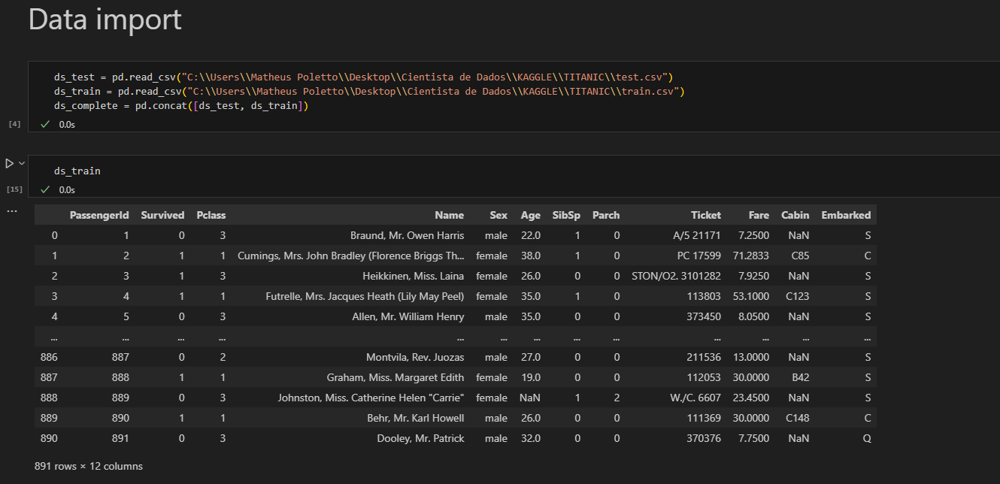 Data import
ds_test = pd.read_csv("C:\\Users\\Matheus Poletto\\Desktop\\Cientista de Dados\\KAGGLE\\TITANIC\\test.csv")
ds_train = pd.read_csv("C:\\Users\\Matheus Poletto\\Desktop\\Cientista de Dados\\KAGGLE\\TITANIC\\train.csv")
ds_complete = pd.concat([ds_test, ds_train])
[4] ✓ 0.0s
ds_train
[15] ✓ 0.0s
...
PassengerId Survived Pclass Name Sex Age SibSp Parch Ticket Fare Cabin Embarked
0 1 0 3 Braund, Mr. Owen Harris male 22.0 1 0 A/5 21171 7.2500 NaN S
1 2 1 1 Cumings, Mrs. John Bradley (Florence Briggs Th... female 38.0 1 0 PC 17599 71.2833 C85 C
2 3 1 3 Heikkinen, Miss. Laina female 26.0 0 0 STON/O2. 3101282 7.9250 NaN S
3 4 1 1 Futrelle, Mrs. Jacques Heath (Lily May Peel) female 35.0 1 0 113803 53.1000 C123 S
4 5 0 3 Allen, Mr. William Henry male 35.0 0 0 373450 8.0500 NaN S
... ... ... ... ... ... ... ... ... ... ... ... ...
886 887 0 2 Montvila, Rev. Juozas male 27.0 0 0 211536 13.0000 NaN S
887 888 1 1 Graham, Miss. Margaret Edith female 19.0 0 0 112053 30.0000 B42 S
888 889 0 3 Johnston, Miss. Catherine Helen "Carrie" female NaN 1 2 W./C. 6607 23.4500 NaN S
889 890 1 1 Behr, Mr. Karl Howell male 26.0 0 0 111369 30.0000 C148 C
890 891 0 3 Dooley, Mr. Patrick male 32.0 0 0 370376 7.7500 NaN Q
891 rows × 12 columns